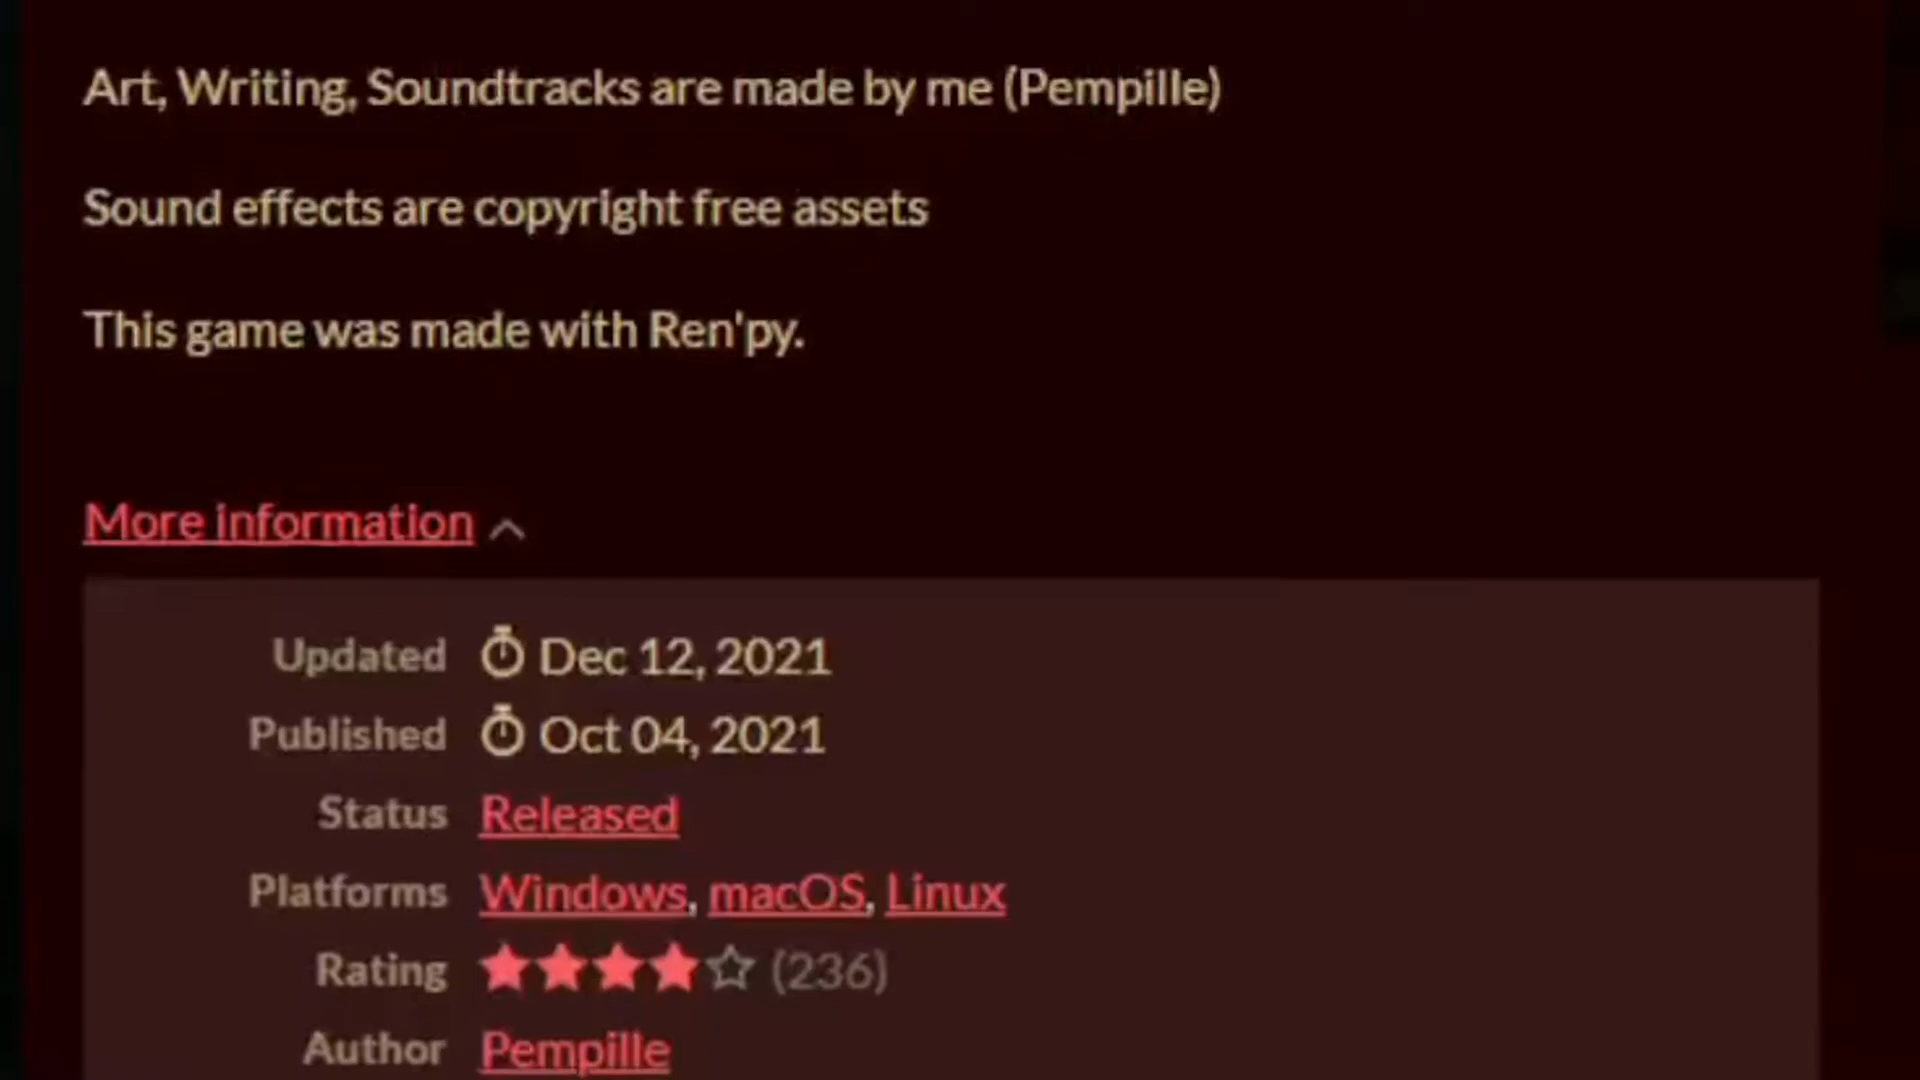 Art, Writing, Soundtracks are made by me (Pempille)
Sound effects are copyright free assets
This game was made with Ren'py.
More information
Updated Dec 12, 2021
Published Oct 04, 2021
Status Released
Platforms Windows, macOS, Linux
Rating (236)
Author Pempille